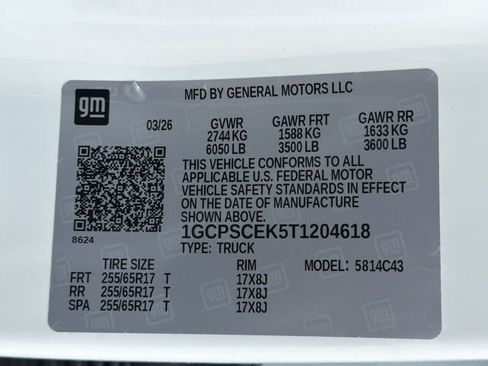 gm
MFD BY GENERAL MOTORS LLC
03/26 GVWR GAWR FRT GAWR RR
2744 KG 1588 KG 1633 KG
6050 LB 3500 LB 3600 LB
THIS VEHICLE CONFORMS TO ALL
APPLICABLE U.S. FEDERAL MOTOR
VEHICLE SAFETY STANDARDS IN EFFECT
ON THE DATE OF MANUFACTURE
SHOWN ABOVE.
8624
1GCPSCEK5T1204618
TYPE: TRUCK
TIRE SIZE RIM MODEL: 5814C43
FRT 255/65R17 T 17X8J
RR 255/65R17 T 17X8J
SPA 255/65R17 T 17X8J